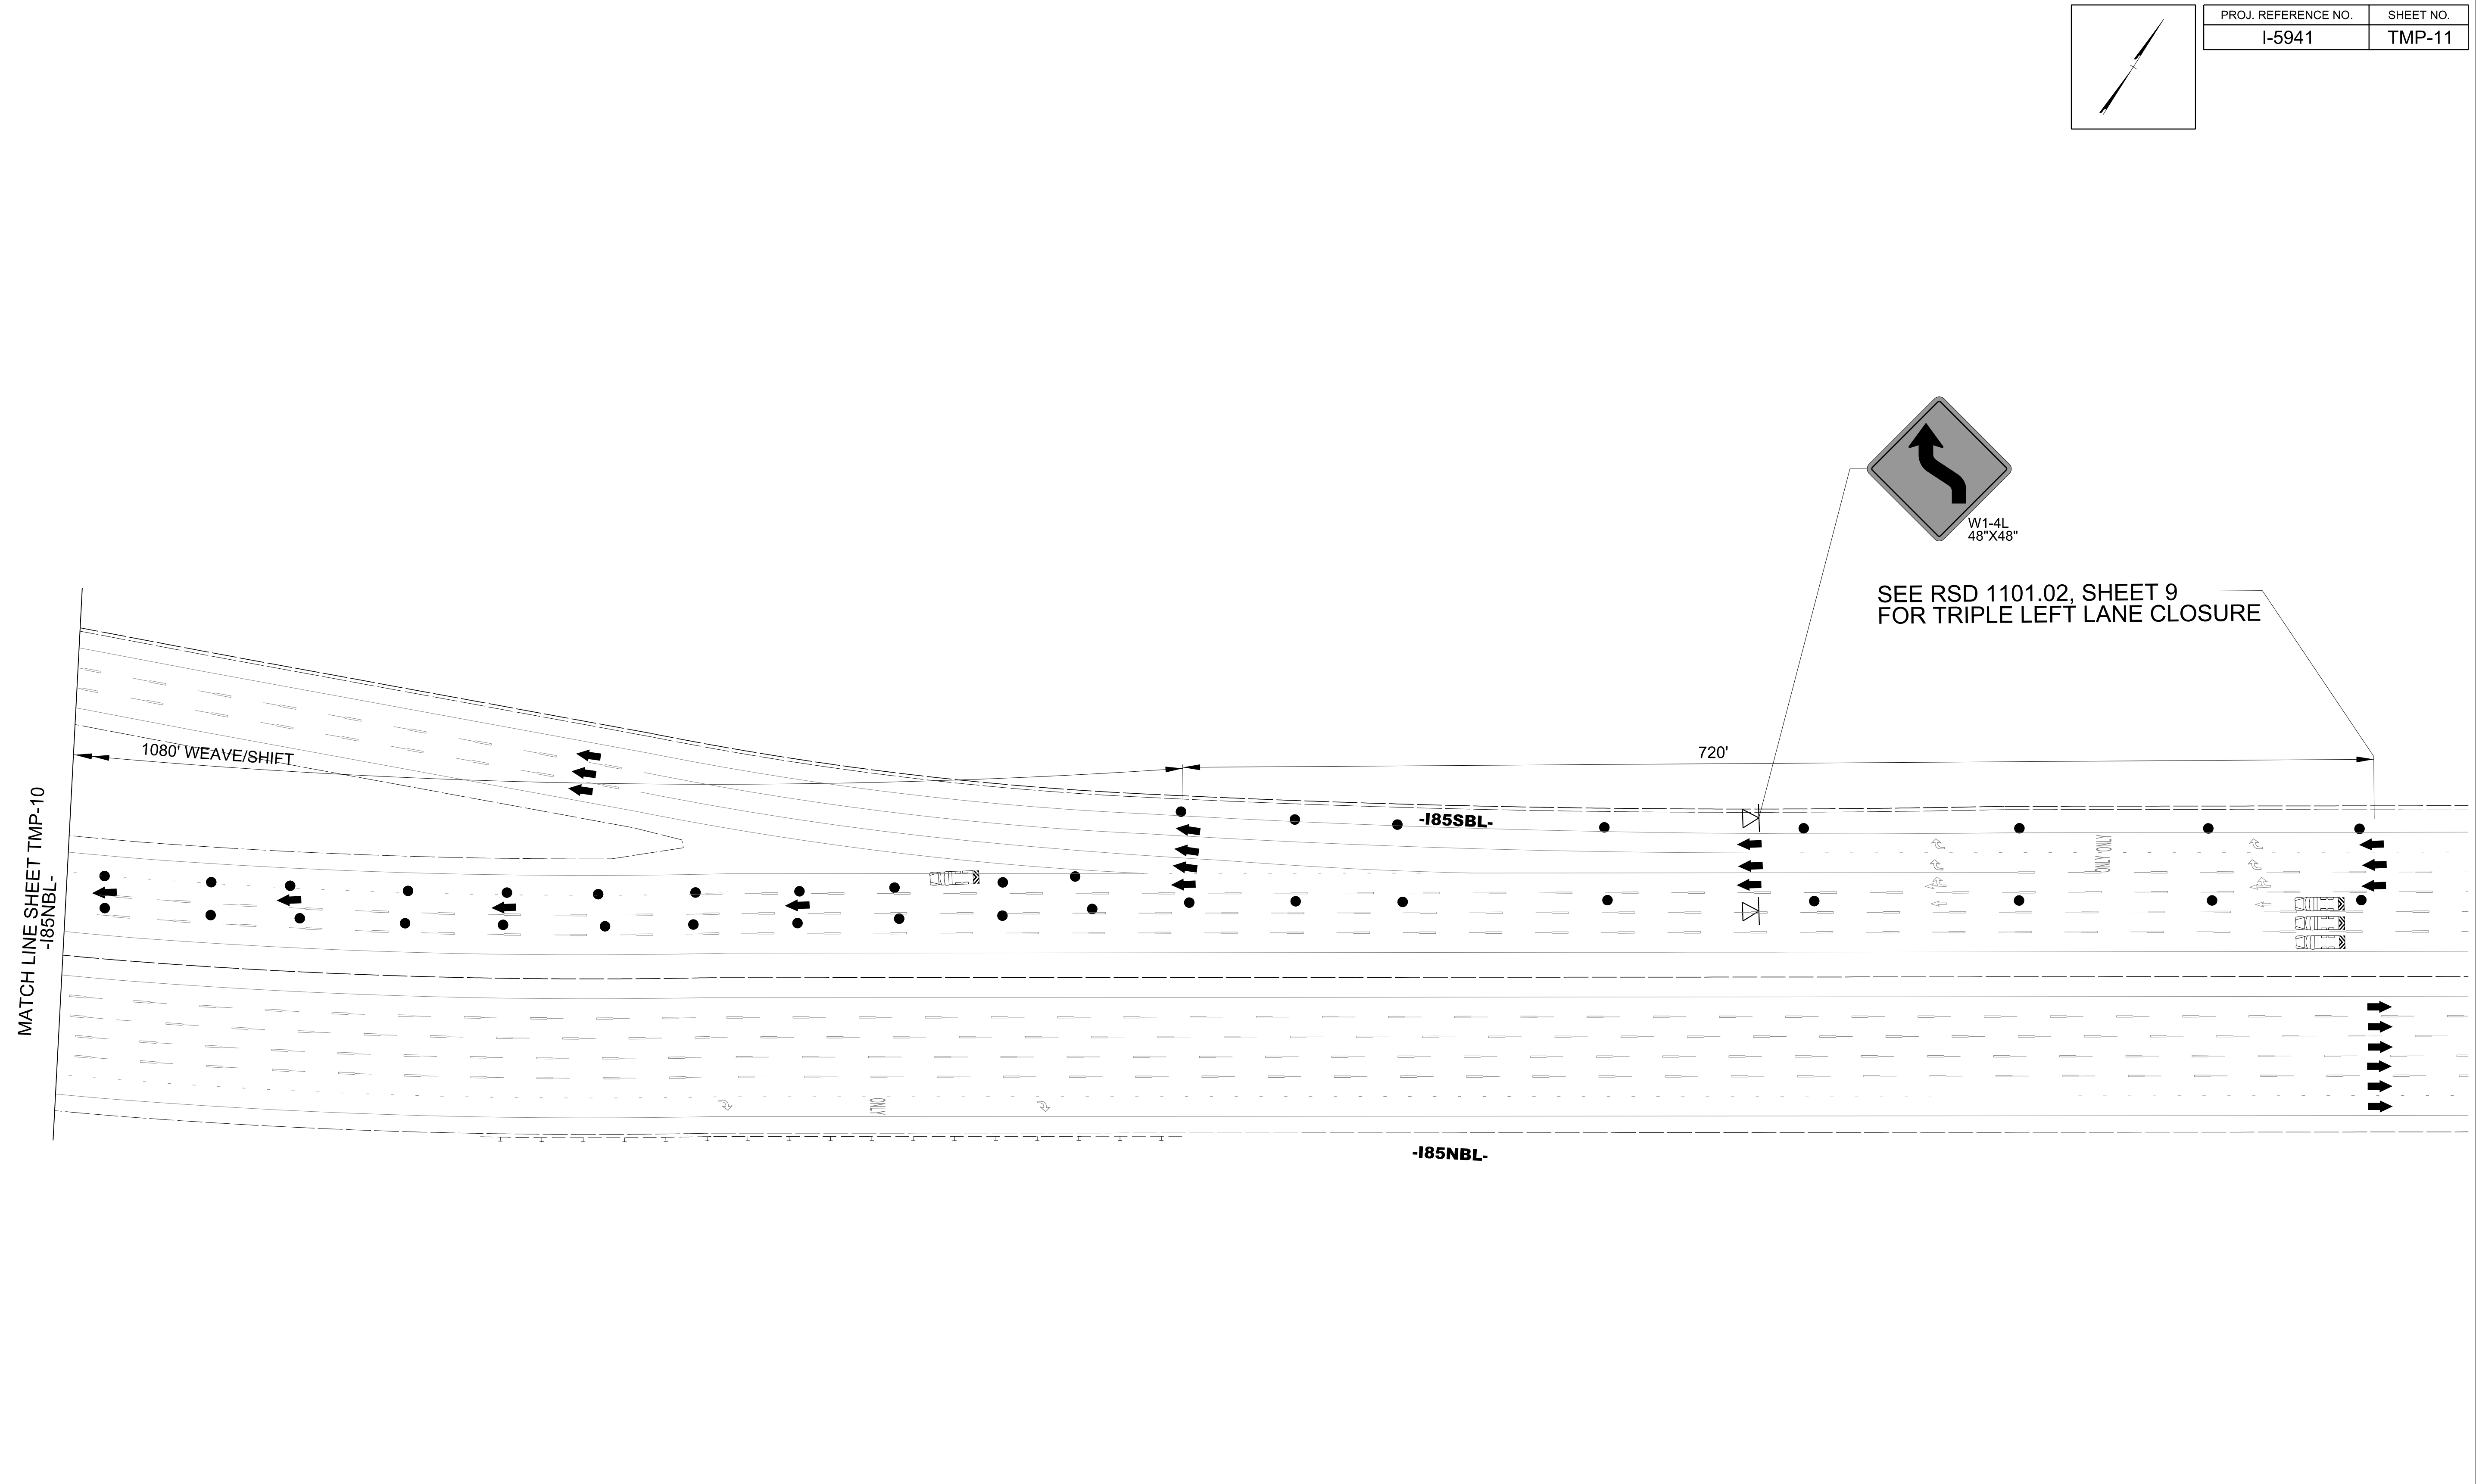 PROJ. REFERENCE NO.
SHEET NO.
I-5941
TMP-11
W1-4L
48"X48"
SEE RSD 1101.02, SHEET 9
FOR TRIPLE LEFT LANE CLOSURE
1080' WEAVE/SHIFT
720'
-I85SBL-
ONLY ONLY
MATCH LINE SHEET TMP-10
-I85NBL-
ONLY
-I85NBL-